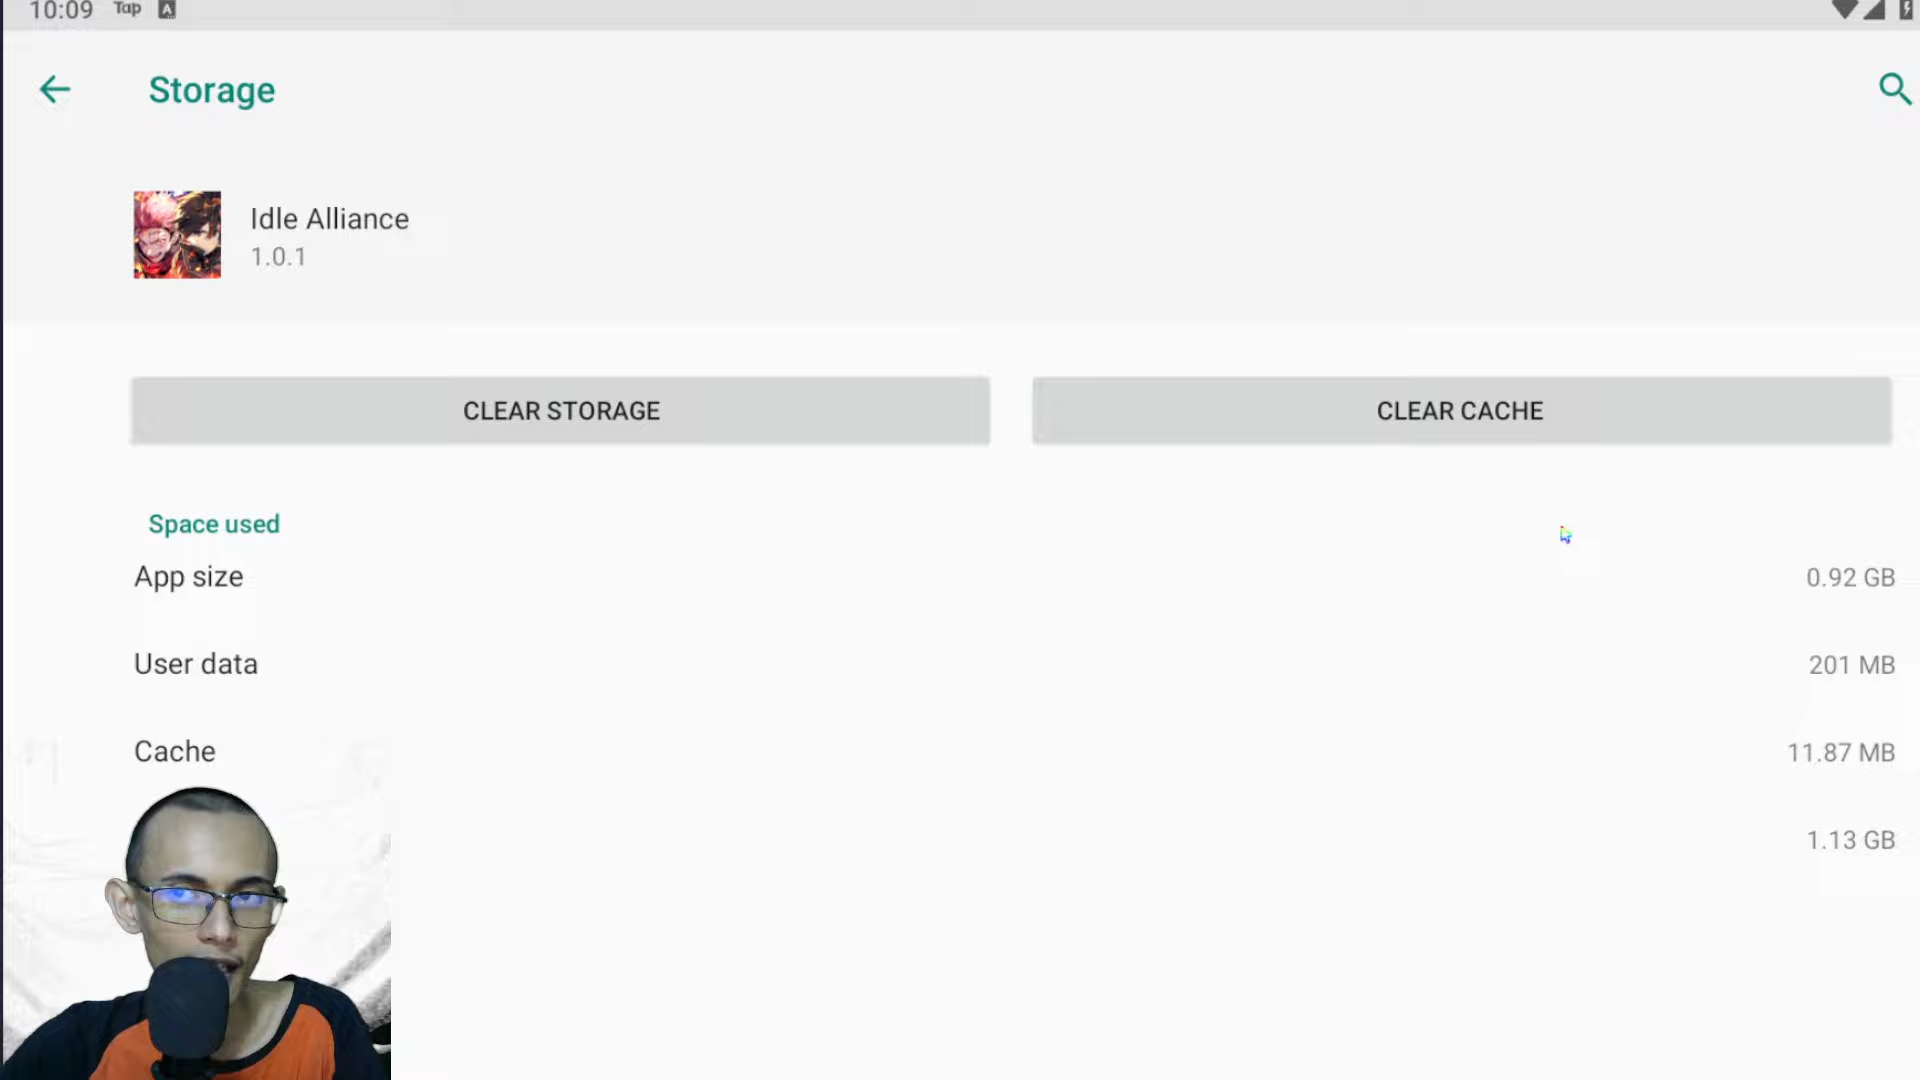 10:09 Tap A
Storage
Idle Alliance
1.0.1
CLEAR STORAGE CLEAR CACHE
Space used
App size 0.92 GB
User data 201 MB
Cache 11.87 MB
1.13 GB